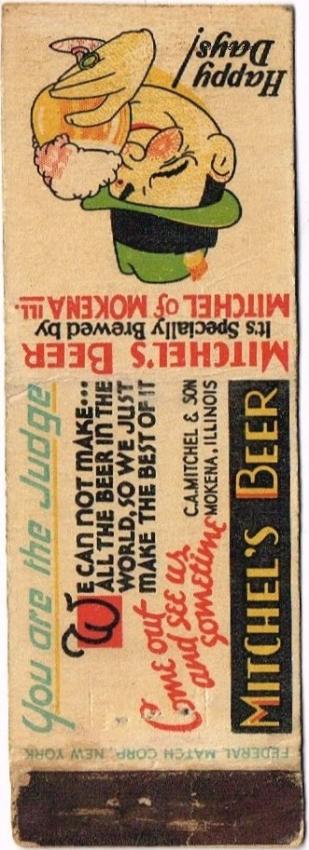 Happy
Days!
MITCHEL'S BEER
It's Specially Brewed by
MITCHEL OF MOKENA ILL.
You are the Judge
WE CAN NOT MAKE...
ALL THE BEER IN THE
WORLD, SO WE JUST
MAKE THE BEST OF IT
Come out
and see us
sometime
C.A. MITCHEL & SON
MOKENA, ILLINOIS
MITCHEL'S BEER
FEDERAL MATCH CORP. NEW YORK